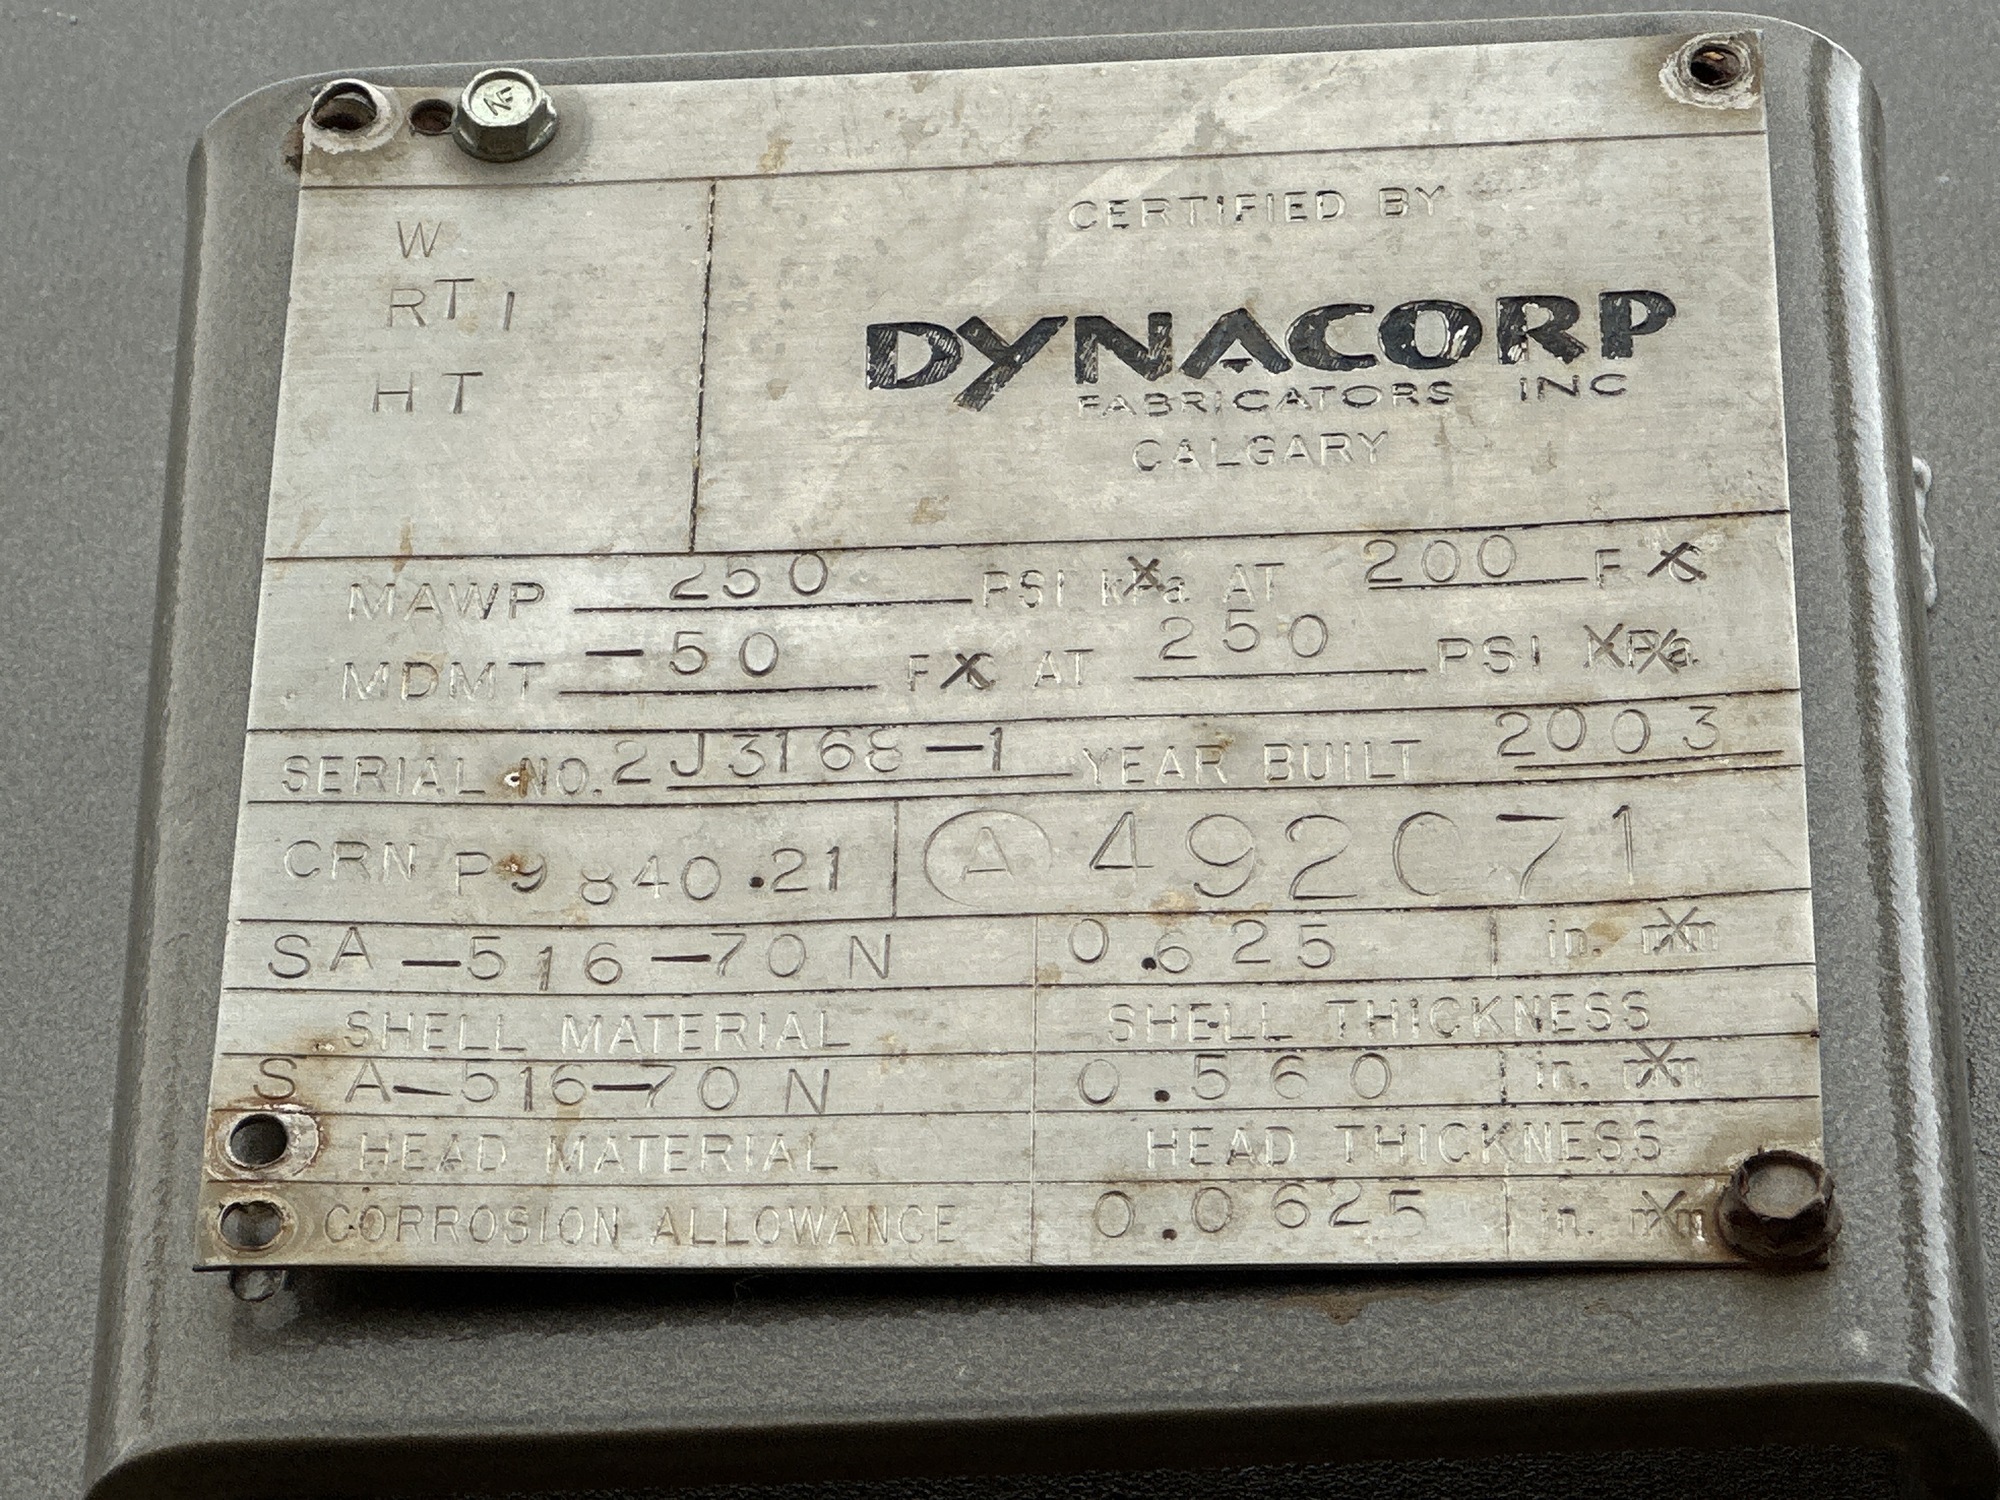 W
RT 1
HT
CERTIFIED BY
DYNACORP
FABRICATORS INC
CALGARY
MAWP 250 PSI kPa AT 200 F C
MDMT -50 F C AT 250 PSI KPa
SERIAL NO. 2J3168-1 YEAR BUILT 2003
CRN P9840.21 A 492071
SA-516-70N 0.625 in. mm
SHELL MATERIAL SHELL THICKNESS
SA-516-70N 0.560 in. mm
HEAD MATERIAL HEAD THICKNESS
CORROSION ALLOWANCE 0.0625 in. mm